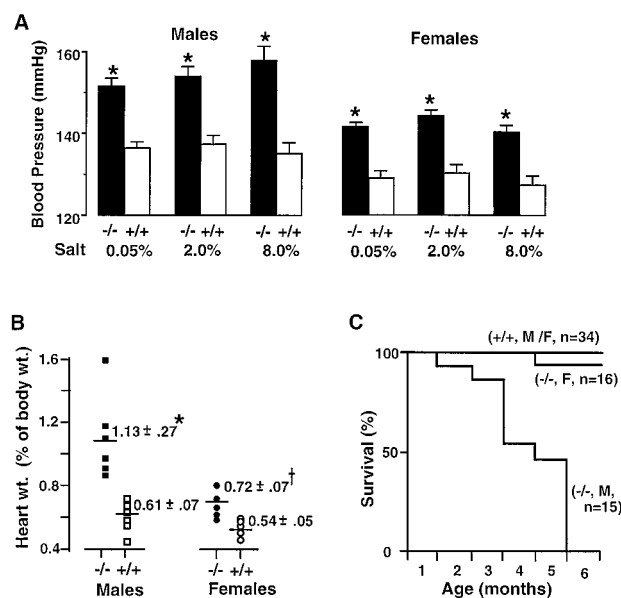 A
Males
Females
Blood Pressure (mmHg)
160
140
120
-/- +/+ -/- +/+ -/- +/+ -/- +/+ -/- +/+ -/- +/+
Salt 0.05% 2.0% 8.0% 0.05% 2.0% 8.0%
* * * * * *
B
Heart wt. (% of body wt.)
1.6
1.2
0.8
0.4
1.13 ± .27 *
0.61 ± .07
0.72 ± .07 †
0.54 ± .05
-/- +/+ -/- +/+
Males Females
C
(+/+, M /F, n=34)
(-/-, F, n=16)
(-/-, M,
n=15)
Survival (%)
100
50
0
1 2 3 4 5 6
Age (months)